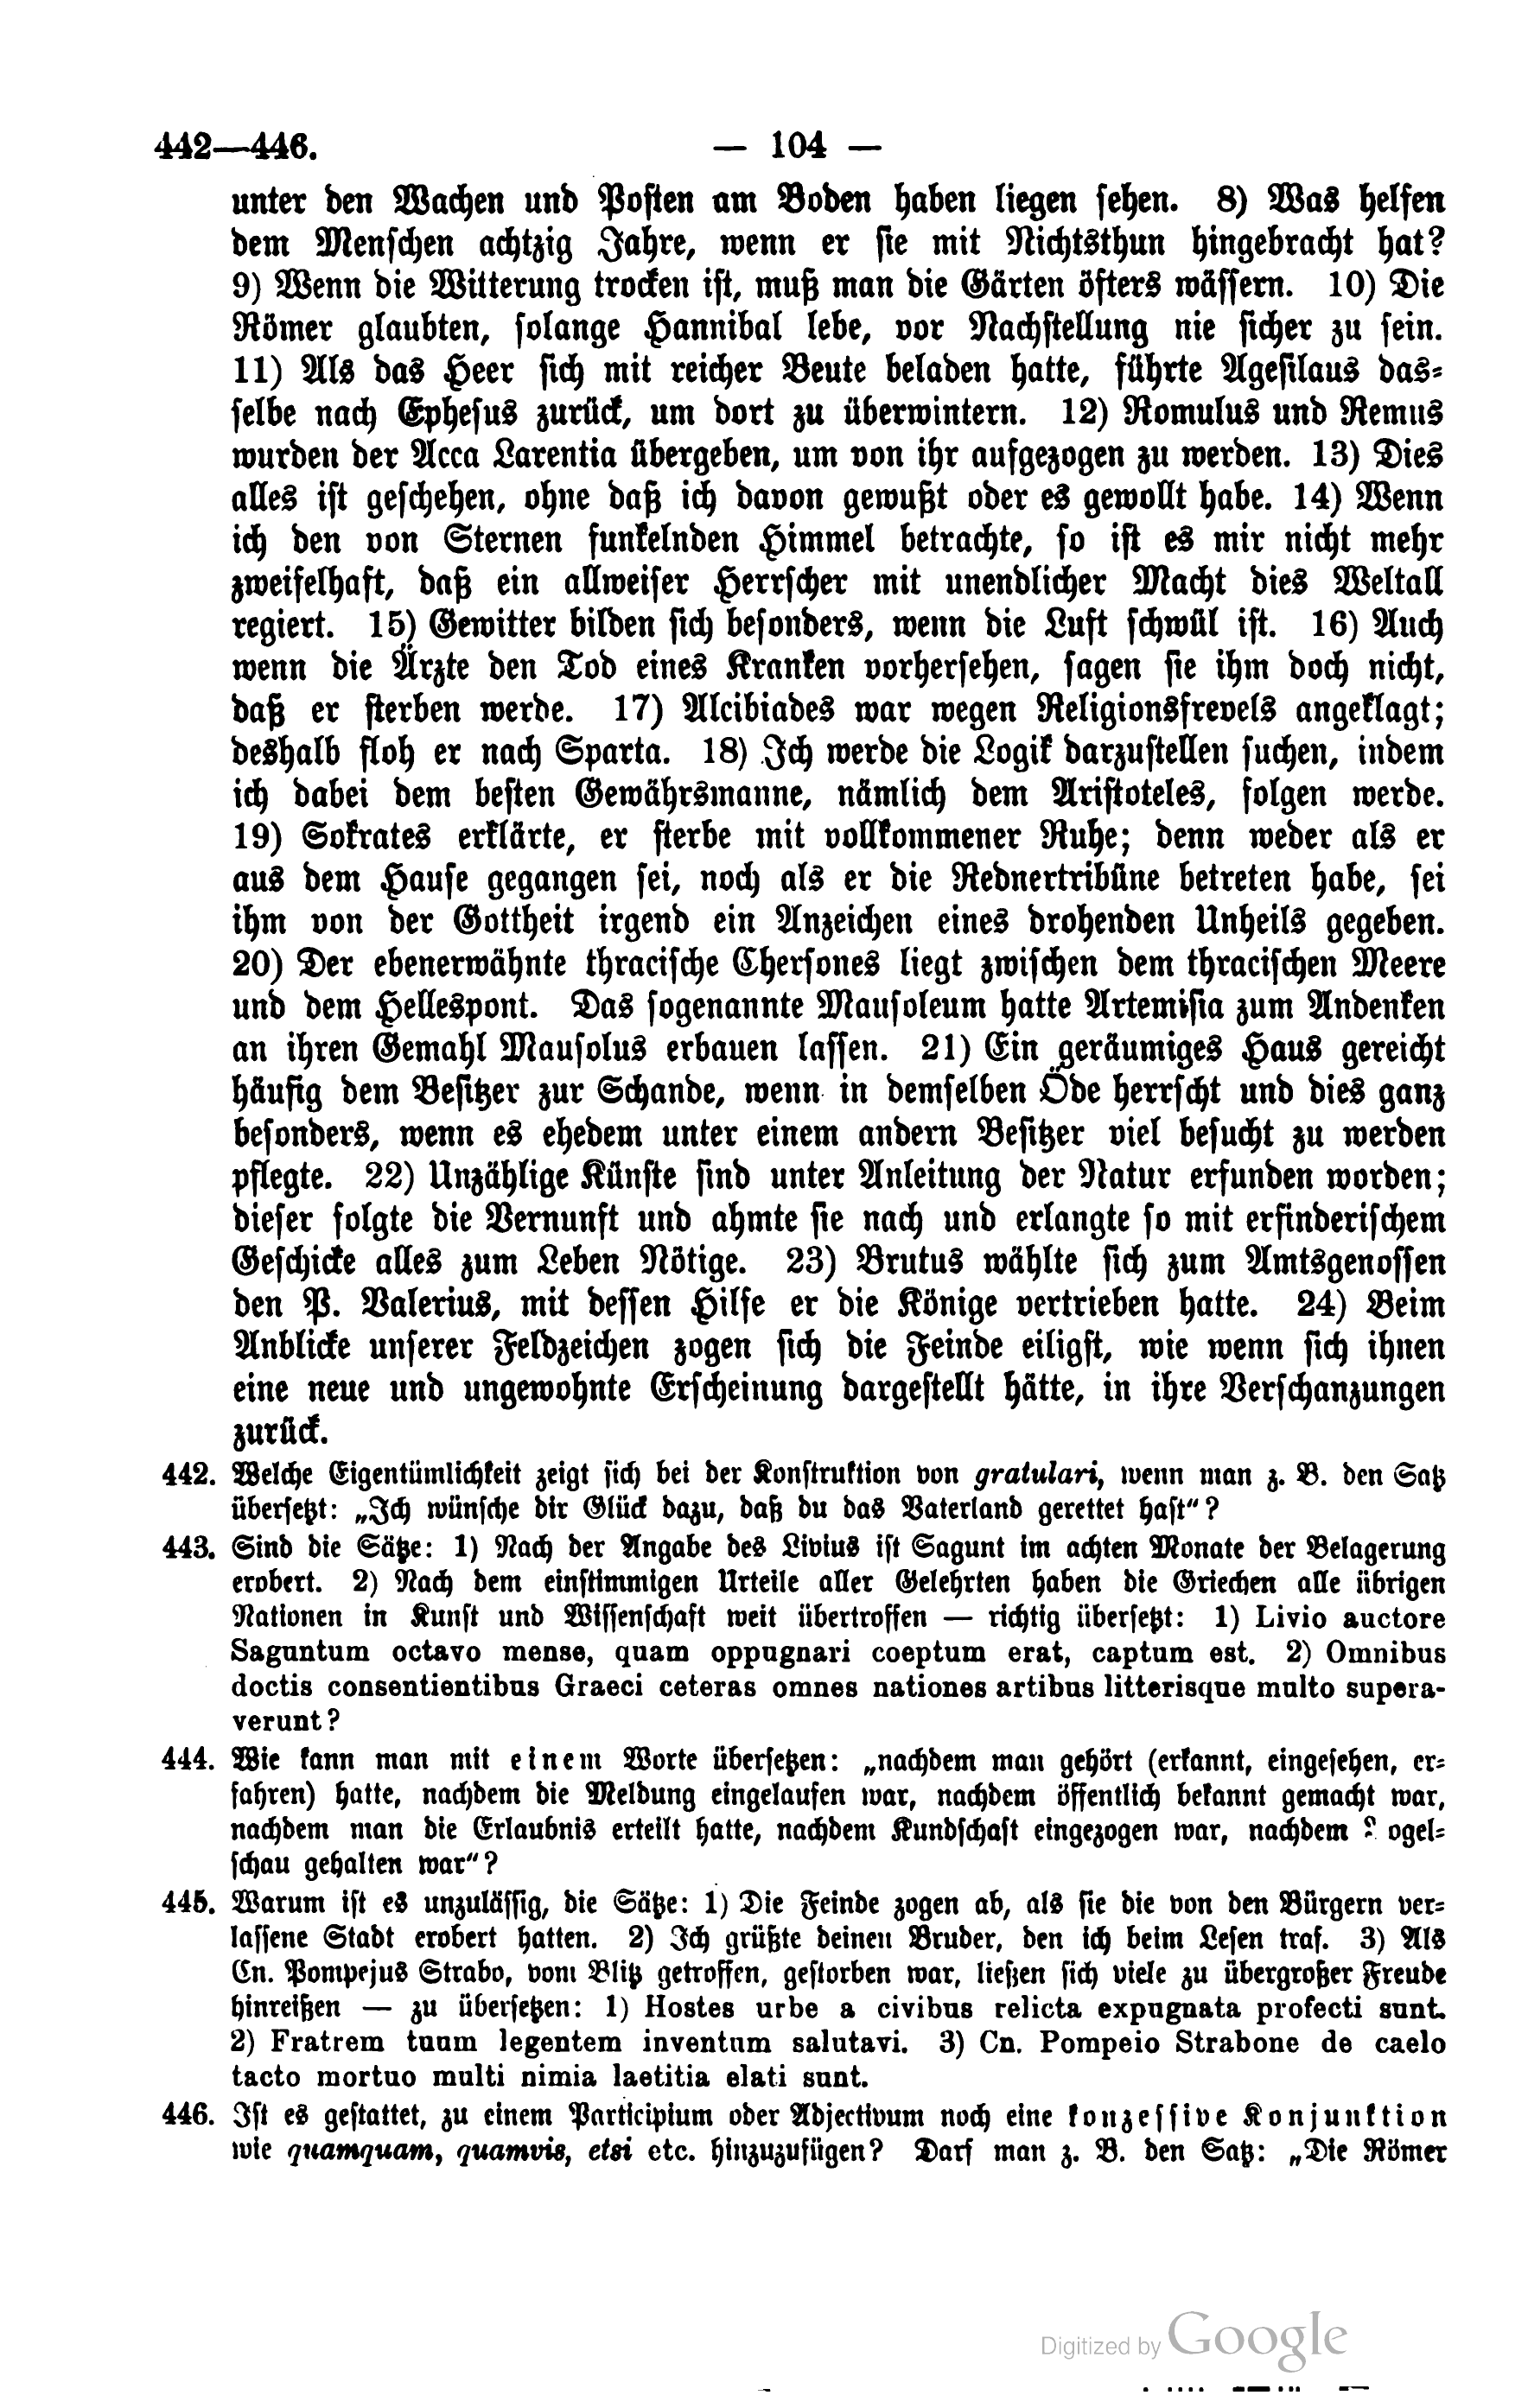 442—446. — 104 —
unter den Wachen und Posten am Boden haben liegen sehen. 8) Was helfen
dem Menschen achtzig Jahre, wenn er sie mit Nichtsthun hingebracht hat?
9) Wenn die Witterung trocken ist, muß man die Gärten öfters wässern. 10) Die
Römer glaubten, solange Hannibal lebe, vor Nachstellung nie sicher zu sein.
11) Als das Heer sich mit reicher Beute beladen hatte, führte Agesilaus das-
selbe nach Ephesus zurück, um dort zu überwintern. 12) Romulus und Remus
wurden der Acca Larentia übergeben, um von ihr aufgezogen zu werden. 13) Dies
alles ist geschehen, ohne daß ich davon gewußt oder es gewollt habe. 14) Wenn
ich den von Sternen funkelnden Himmel betrachte, so ist es mir nicht mehr
zweifelhaft, daß ein allweiser Herrscher mit unendlicher Macht dies Weltall
regiert. 15) Gewitter bilden sich besonders, wenn die Luft schwül ist. 16) Auch
wenn die Ärzte den Tod eines Kranken vorhersehen, sagen sie ihm doch nicht,
daß er sterben werde. 17) Alcibiades war wegen Religionsfrevels angeklagt;
deshalb floh er nach Sparta. 18) Ich werde die Logik darzustellen suchen, indem
ich dabei dem besten Gewährsmanne, nämlich dem Aristoteles, folgen werde.
19) Sokrates erklärte, er sterbe mit vollkommener Ruhe; denn weder als er
aus dem Hause gegangen sei, noch als er die Rednertribüne betreten habe, sei
ihm von der Gottheit irgend ein Anzeichen eines drohenden Unheils gegeben.
20) Der ebenerwähnte thracische Chersones liegt zwischen dem thracischen Meere
und dem Hellespont. Das sogenannte Mausoleum hatte Artemisia zum Andenken
an ihren Gemahl Mausolus erbauen lassen. 21) Ein geräumiges Haus gereicht
häufig dem Besitzer zur Schande, wenn in demselben Öde herrscht und dies ganz
besonders, wenn es ehedem unter einem andern Besitzer viel besucht zu werden
pflegte. 22) Unzählige Künste sind unter Anleitung der Natur erfunden worden;
dieser folgte die Vernunft und ahmte sie nach und erlangte so mit erfinderischem
Geschicke alles zum Leben Nötige. 23) Brutus wählte sich zum Amtsgenossen
den P. Valerius, mit dessen Hilfe er die Könige vertrieben hatte. 24) Beim
Anblicke unserer Feldzeichen zogen sich die Feinde eiligst, wie wenn sich ihnen
eine neue und ungewohnte Erscheinung dargestellt hätte, in ihre Verschanzungen
zurück.
442. Welche Eigentümlichkeit zeigt sich bei der Konstruktion von gratulari, wenn man z. B. den Satz
übersetzt: „Ich wünsche dir Glück dazu, daß du das Vaterland gerettet hast“?
443. Sind die Sätze: 1) Nach der Angabe des Livius ist Sagunt im achten Monate der Belagerung
erobert. 2) Nach dem einstimmigen Urteile aller Gelehrten haben die Griechen alle übrigen
Nationen in Kunst und Wissenschaft weit übertroffen — richtig übersetzt: 1) Livio auctore
Saguntum octavo mense, quam oppugnari coeptum erat, captum est. 2) Omnibus
doctis consentientibus Graeci ceteras omnes nationes artibus litterisque multo supera-
verunt?
444. Wie kann man mit einem Worte übersetzen: „nachdem man gehört (erkannt, eingesehen, er-
fahren) hatte, nachdem die Meldung eingelaufen war, nachdem öffentlich bekannt gemacht war,
nachdem man die Erlaubnis erteilt hatte, nachdem Kundschaft eingezogen war, nachdem ogel-
schau gehalten war“?
445. Warum ist es unzulässig, die Sätze: 1) Die Feinde zogen ab, als sie die von den Bürgern ver-
lassene Stadt erobert hatten. 2) Ich grüßte deinen Bruder, den ich beim Lesen traf. 3) Als
Cn. Pompejus Strabo, vom Blitz getroffen, gestorben war, ließen sich viele zu übergroßer Freude
hinreißen — zu übersetzen: 1) Hostes urbe a civibus relicta expugnata profecti sunt.
2) Fratrem tuum legentem inventum salutavi. 3) Cn. Pompeio Strabone de caelo
tacto mortuo multi nimia laetitia elati sunt.
446. Ist es gestattet, zu einem Participium oder Adjectivum noch eine konzessive Konjunktion
wie quamquam, quamvis, etsi etc. hinzuzufügen? Darf man z. B. den Satz: „Die Römer
Digitized by Google